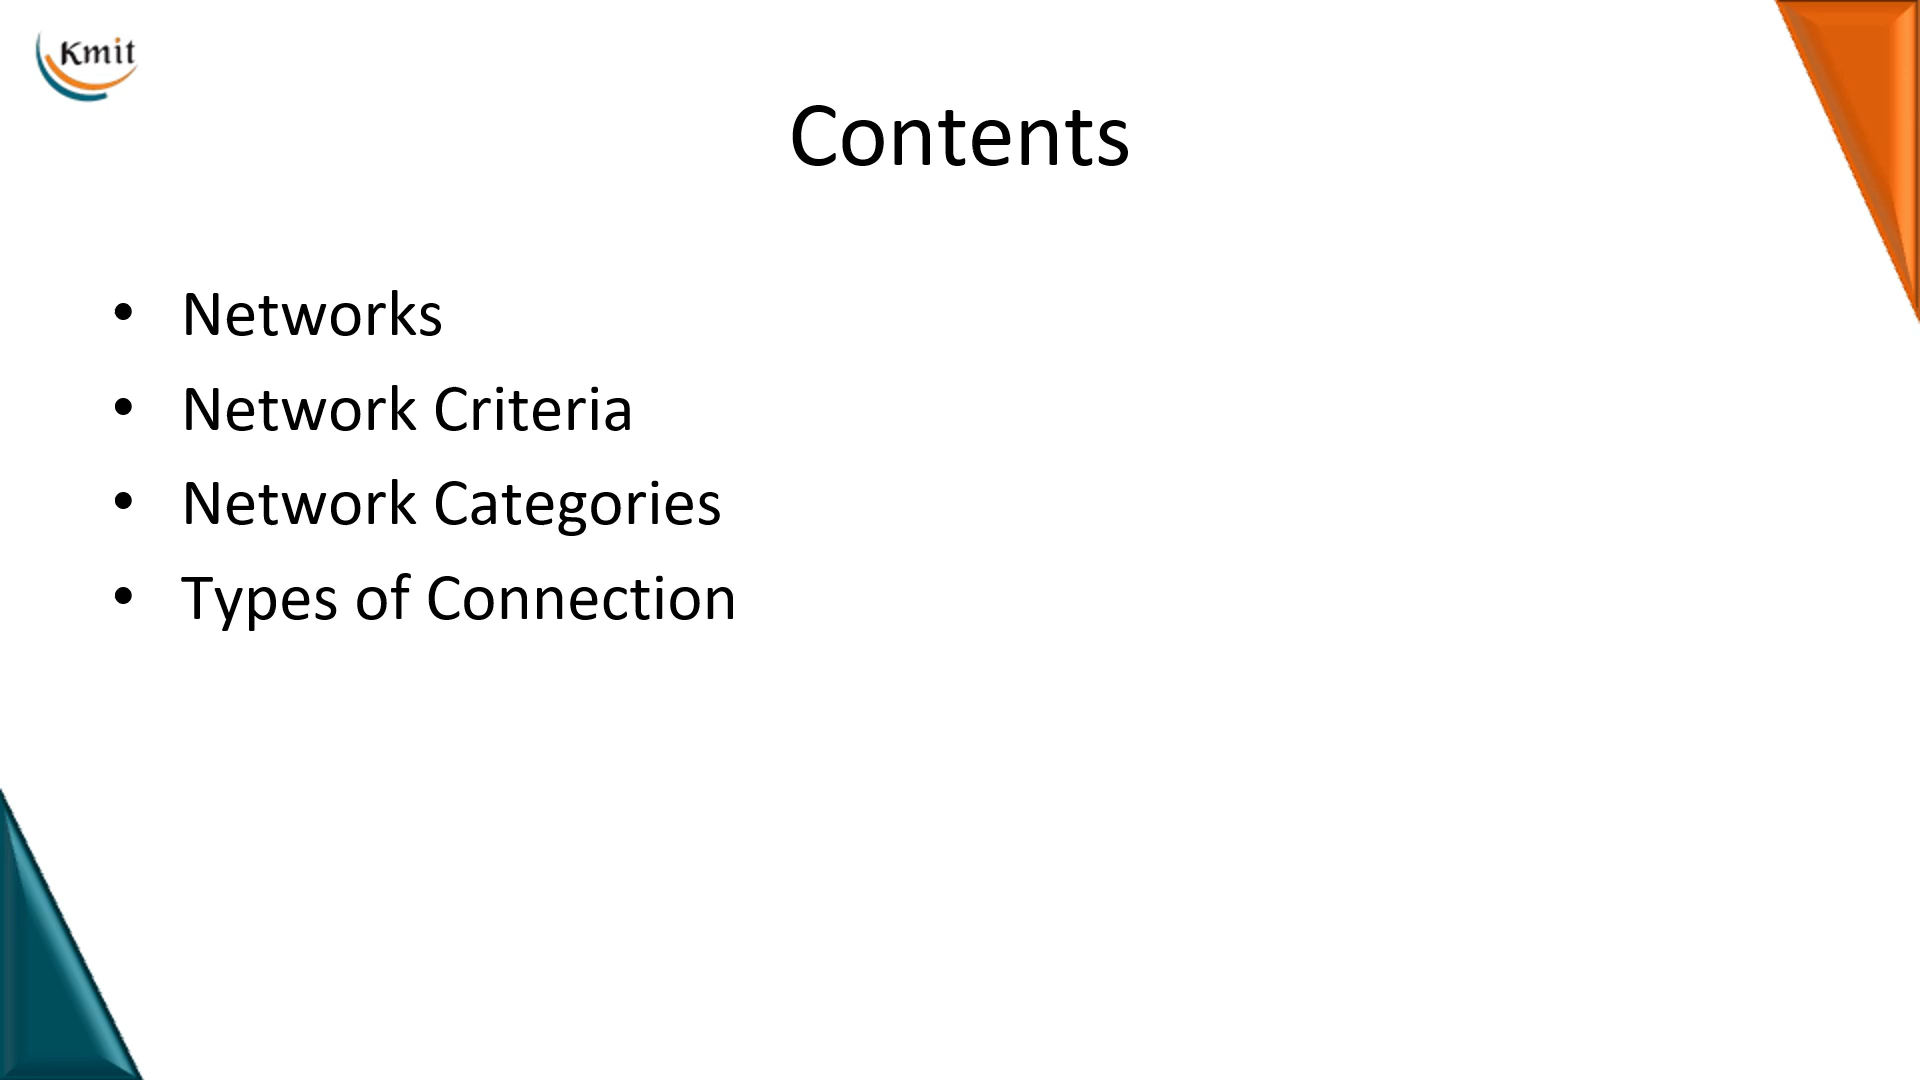 Kmit
Contents
• Networks
• Network Criteria
• Network Categories
• Types of Connection